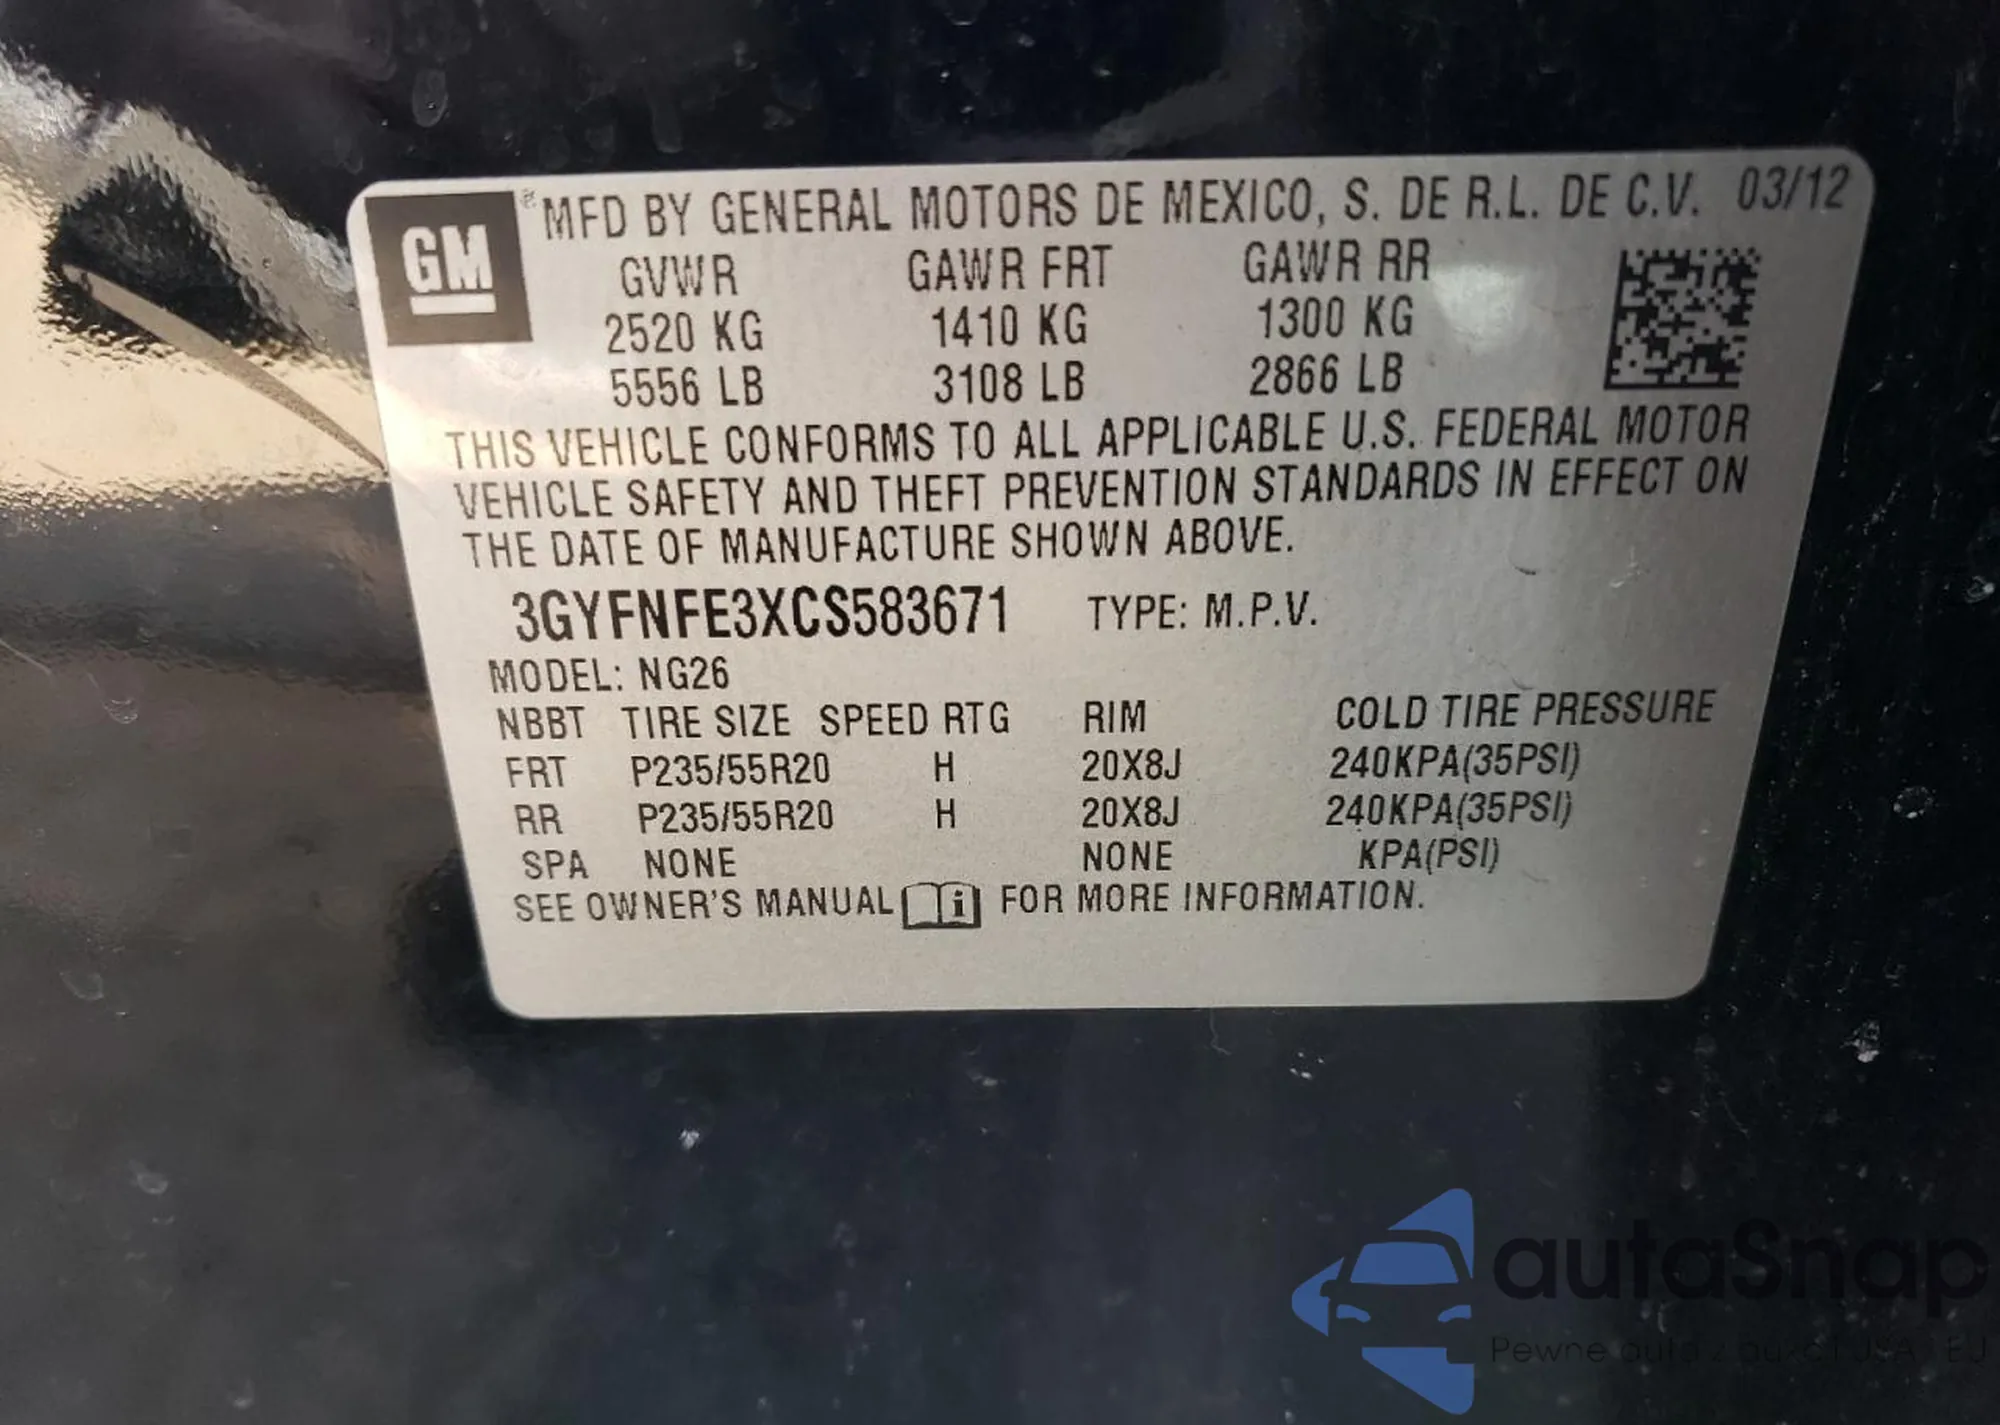 GM
MFD BY GENERAL MOTORS DE MEXICO, S. DE R.L. DE C.V. 03/12
GVWR GAWR FRT GAWR RR
2520 KG 1410 KG 1300 KG
5556 LB 3108 LB 2866 LB
THIS VEHICLE CONFORMS TO ALL APPLICABLE U.S. FEDERAL MOTOR
VEHICLE SAFETY AND THEFT PREVENTION STANDARDS IN EFFECT ON
THE DATE OF MANUFACTURE SHOWN ABOVE.
3GYFNFE3XCS583671 TYPE: M.P.V.
MODEL: NG26
NBBT TIRE SIZE SPEED RTG RIM COLD TIRE PRESSURE
FRT P235/55R20 H 20X8J 240KPA(35PSI)
RR P235/55R20 H 20X8J 240KPA(35PSI)
SPA NONE NONE KPA(PSI)
SEE OWNER'S MANUAL i FOR MORE INFORMATION.
autaSnap
Pewne auta z